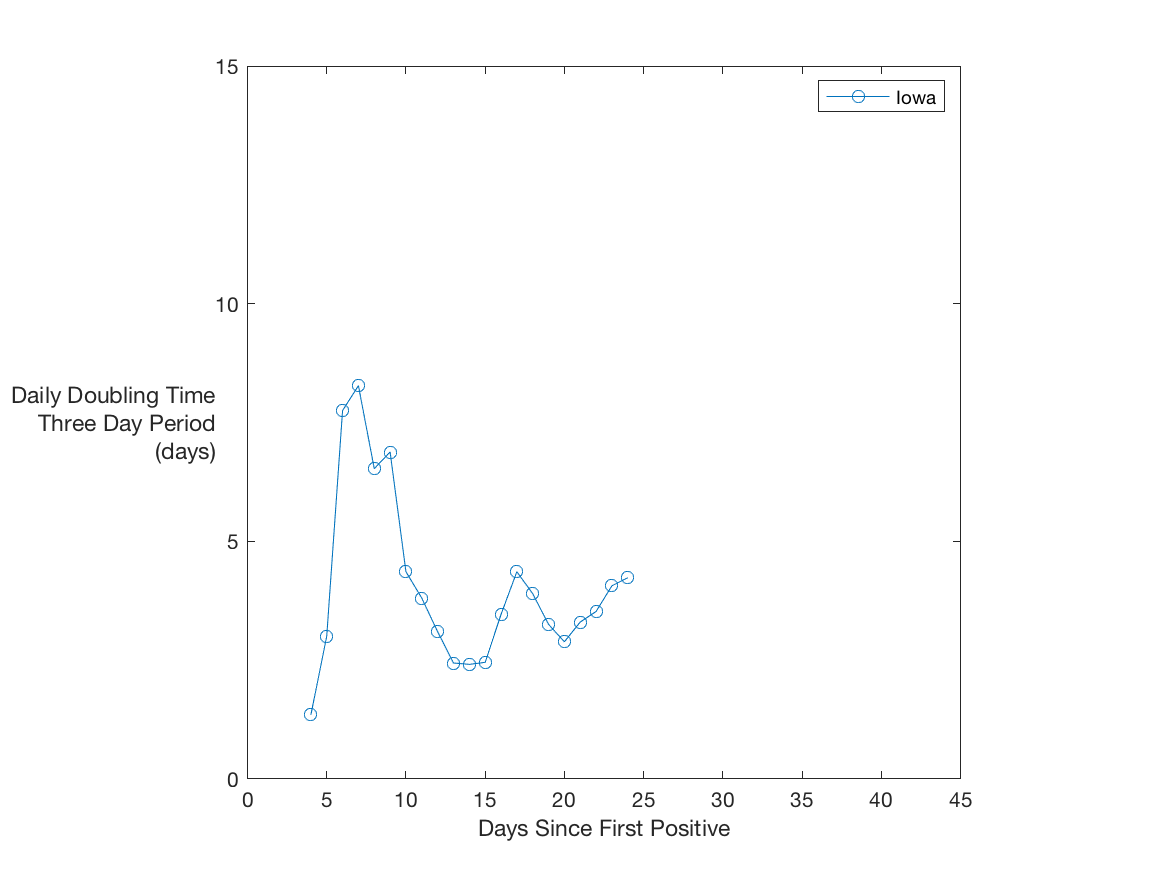 15
Iowa
10
Daily Doubling Time
Three Day Period
(days)
5
0
0 5 10 15 20 25 30 35 40 45
Days Since First Positive